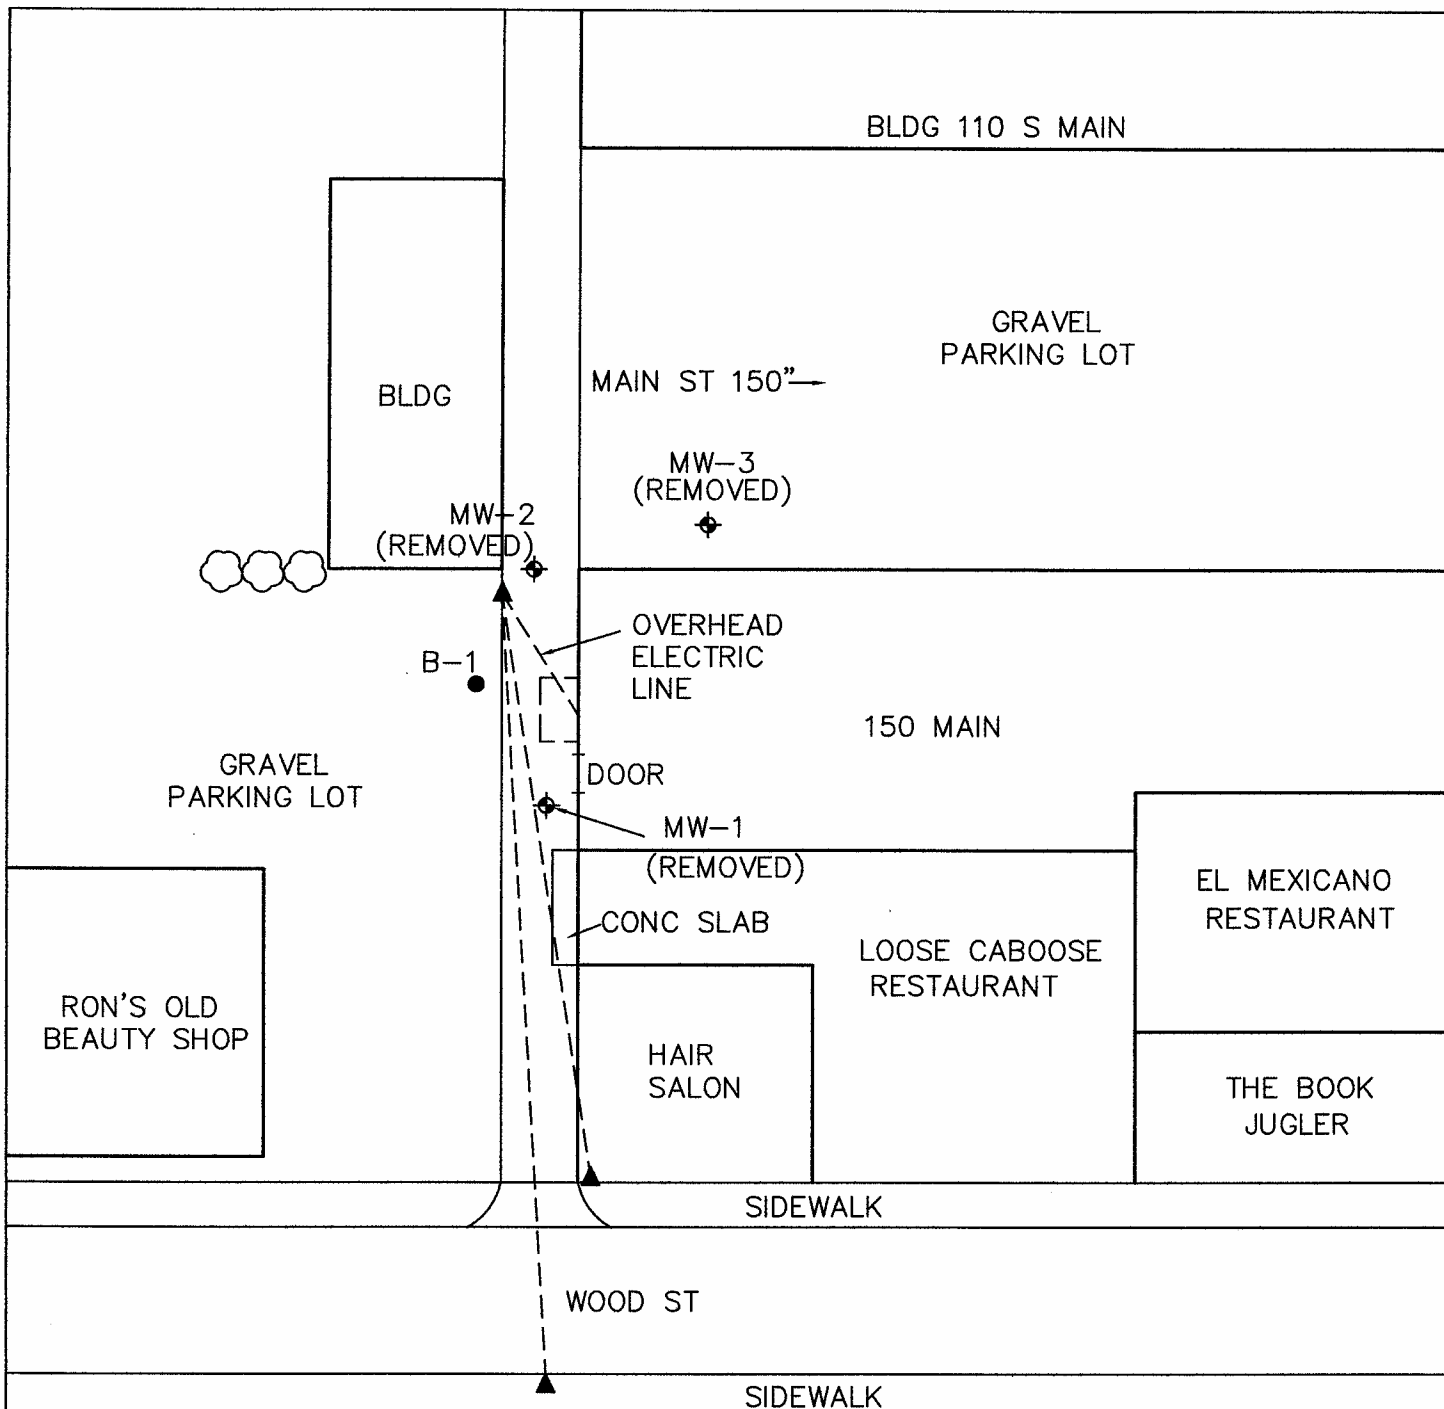 BLDG 110 S MAIN
GRAVEL
PARKING LOT
MAIN ST 150"
BLDG
MW-3
(REMOVED)
MW-2
(REMOVED)
OVERHEAD
ELECTRIC
LINE
B-1
150 MAIN
GRAVEL
PARKING LOT
DOOR
MW-1
(REMOVED)
CONC SLAB
EL MEXICANO
RESTAURANT
LOOSE CABOOSE
RESTAURANT
RON'S OLD
BEAUTY SHOP
HAIR
SALON
THE BOOK
JUGLER
SIDEWALK
WOOD ST
SIDEWALK